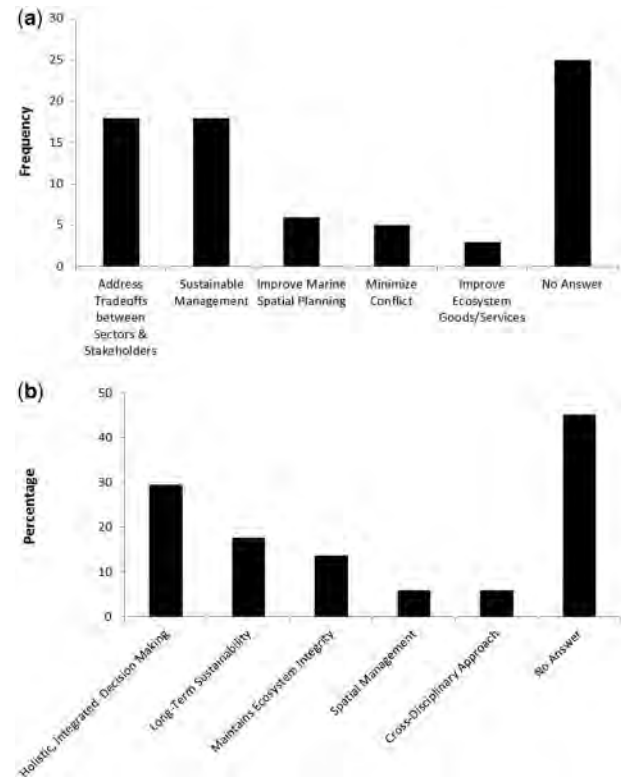 (a)
30
25
20
15
10
5
0
Frequency
Address
Tradeoffs
between
Sectors &
Stakeholders
Sustainable
Management
Improve Marine
Spatial Planning
Minimize
Conflict
Improve
Ecosystem
Goods/Services
No Answer
(b)
50
40
30
20
10
0
Percentage
Holistic, Integrated Decision Making
Long-Term Sustainability
Maintains Ecosystem Integrity
Spatial Management
Cross-Disciplinary Approach
No Answer